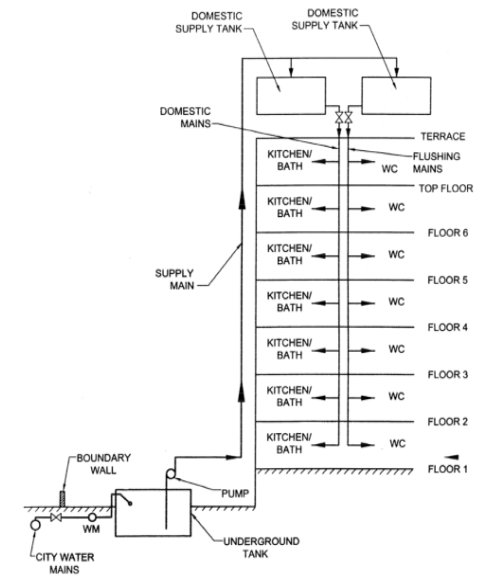 DOMESTIC
SUPPLY TANK
DOMESTIC
SUPPLY TANK
DOMESTIC
MAINS
TERRACE
KITCHEN/
BATH
FLUSHING
MAINS
WC
TOP FLOOR
KITCHEN/
BATH
WC
FLOOR 6
KITCHEN/
BATH
WC
SUPPLY
MAIN
FLOOR 5
KITCHEN/
BATH
WC
FLOOR 4
KITCHEN/
BATH
WC
FLOOR 3
KITCHEN/
BATH
WC
FLOOR 2
KITCHEN/
BATH
WC
FLOOR 1
BOUNDARY
WALL
PUMP
WM
UNDERGROUND
TANK
CITY WATER
MAINS